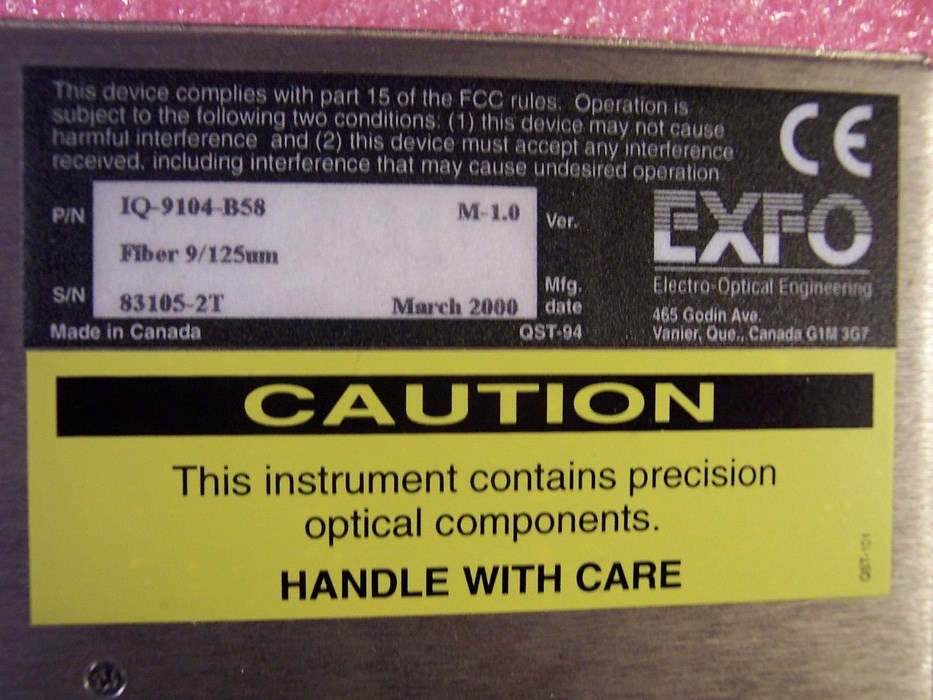 This device complies with part 15 of the FCC rules. Operation is
subject to the following two conditions: (1) this device may not cause
harmful interference and (2) this device must accept any interference
received, including interference that may cause undesired operation
CE
P/N IQ-9104-B58 M-1.0 Ver.
Fiber 9/125um
S/N 83105-2T March 2000 Mfg. date
Made in Canada QST-94
EXFO
Electro-Optical Engineering
465 Godin Ave.
Vanier, Que., Canada G1M 3G7
CAUTION
This instrument contains precision
optical components.
HANDLE WITH CARE
QST-101